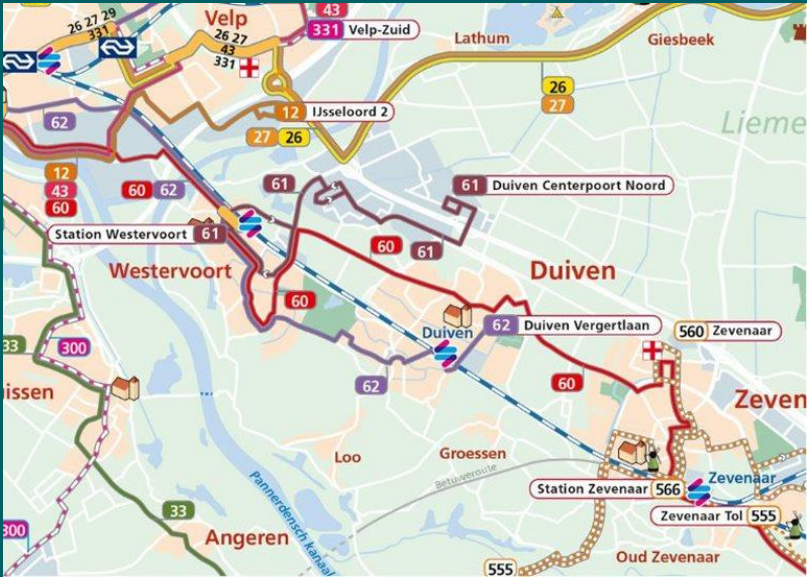 26 27 29
331
Velp
43
331 Velp-Zuid
26 27
43
331
Lathum
Giesbeek
26
27
12 IJsseloord 2
62
27 26
Lieme
12
43
60
60 62
61
61 Duiven Centerpoort Noord
Station Westervoort 61
60
61
Westervoort
Duiven
60
33
300
Duiven
62 Duiven Vergertlaan
560 Zevenaar
62
60
issen
Zeven
Loo
Groessen
Betuweroute
Zevenaar
Station Zevenaar 566
Pannerdensch kanaal
33
Zevenaar Tol 555
300
Angeren
Oud Zevenaar
555